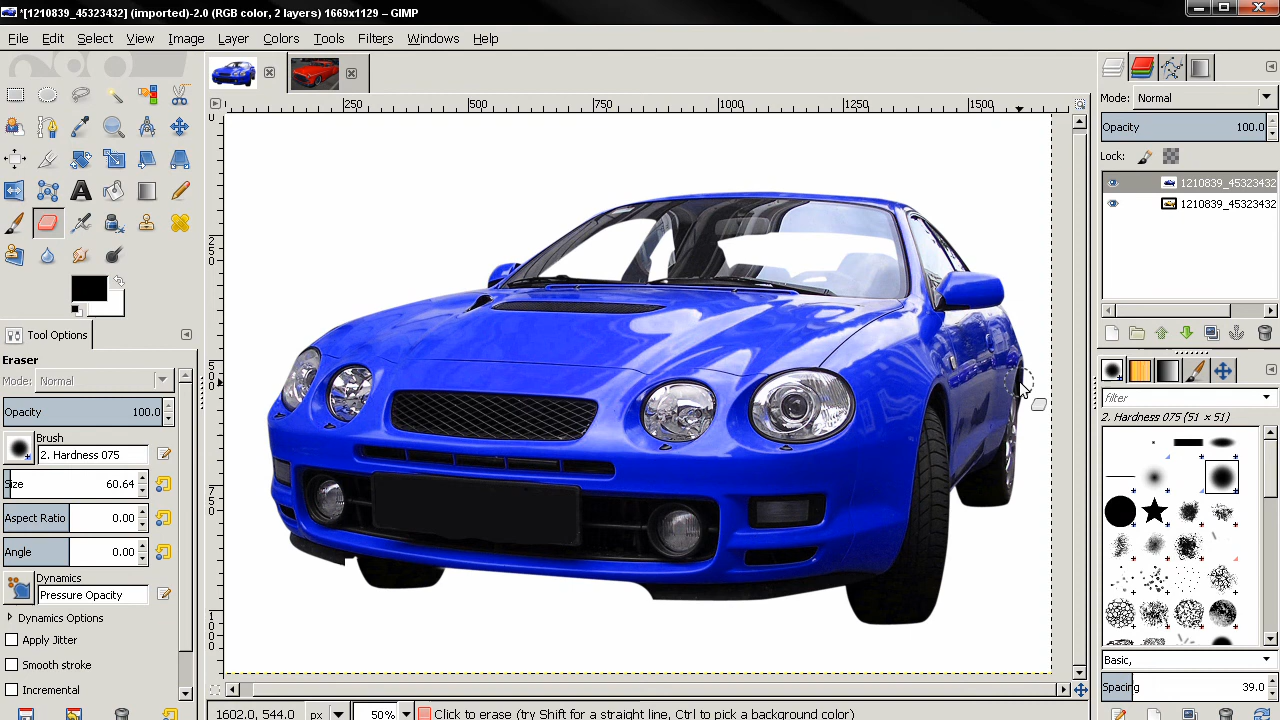 *[1210839_45323432] (imported)-2.0 (RGB color, 2 layers) 1669x1129 – GIMP
File Edit Select View Image Layer Colors Tools Filters Windows Help
250 500 750 1000 1250 1500
0
250
500
750
1000
Tool Options
Eraser
Mode: Normal
Opacity 100.0
Brush
2. Hardness 075
Size 60.64
Aspect Ratio 0.00
Angle 0.00
Dynamics
Pressure Opacity
Dynamics Options
Apply Jitter
Smooth stroke
Incremental
1602.0, 544.0 px 50% Click to erase (try Shift for a straight line, Ctrl to pick a background color)
Mode: Normal
Opacity 100.0
Lock:
1210839_45323432
1210839_45323432
filter
2. Hardness 075 (51 × 51)
Basic,
Spacing 39.0